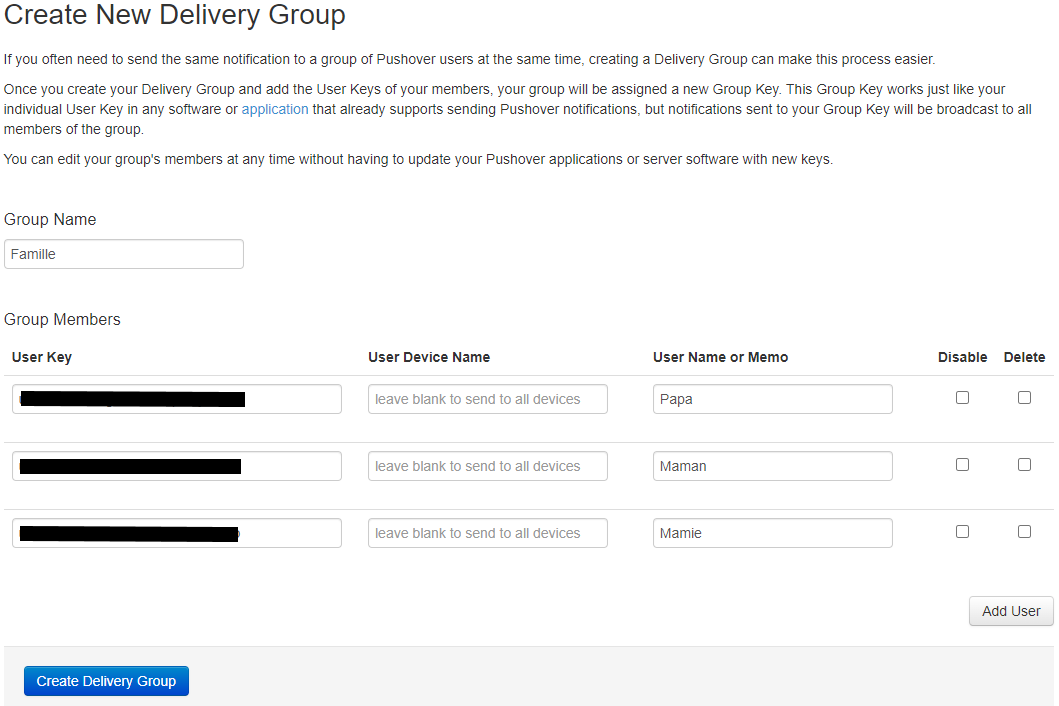 Create New Delivery Group
If you often need to send the same notification to a group of Pushover users at the same time, creating a Delivery Group can make this process easier.
Once you create your Delivery Group and add the User Keys of your members, your group will be assigned a new Group Key. This Group Key works just like your
individual User Key in any software or application that already supports sending Pushover notifications, but notifications sent to your Group Key will be broadcast to all
members of the group.
You can edit your group's members at any time without having to update your Pushover applications or server software with new keys.
Group Name
Famille
Group Members
User Key User Device Name User Name or Memo Disable Delete
leave blank to send to all devices Papa
leave blank to send to all devices Maman
leave blank to send to all devices Mamie
Add User
Create Delivery Group